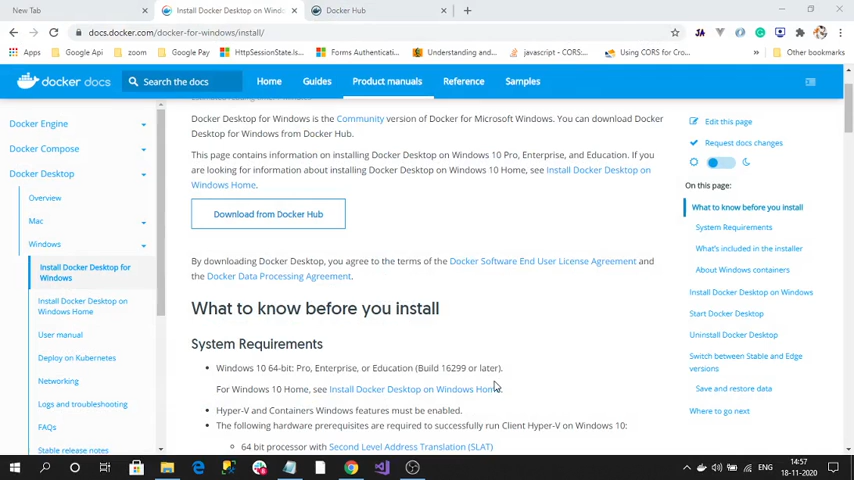 New Tab
Install Docker Desktop on Windo
Docker Hub
docs.docker.com/docker-for-windows/install/
Apps
Google Api
zoom
Google Pay
HttpSessionState.Is...
Forms Authenticati...
Understanding and...
javascript - CORS:...
Using CORS for Cro...
Other bookmarks
docker docs
Search the docs
Home
Guides
Product manuals
Reference
Samples
Docker Engine
Docker Compose
Docker Desktop
Overview
Mac
Windows
Install Docker Desktop for
Windows
Install Docker Desktop on
Windows Home
User manual
Deploy on Kubernetes
Networking
Logs and troubleshooting
FAQs
Stable release notes
Docker Desktop for Windows is the Community version of Docker for Microsoft Windows. You can download Docker
Desktop for Windows from Docker Hub.
This page contains information on installing Docker Desktop on Windows 10 Pro, Enterprise, and Education. If you
are looking for information about installing Docker Desktop on Windows 10 Home, see Install Docker Desktop on
Windows Home.
Download from Docker Hub
By downloading Docker Desktop, you agree to the terms of the Docker Software End User License Agreement and
the Docker Data Processing Agreement.
What to know before you install
System Requirements
Windows 10 64-bit: Pro, Enterprise, or Education (Build 16299 or later).
For Windows 10 Home, see Install Docker Desktop on Windows Home.
Hyper-V and Containers Windows features must be enabled.
The following hardware prerequisites are required to successfully run Client Hyper-V on Windows 10:
64 bit processor with Second Level Address Translation (SLAT)
Edit this page
Request docs changes
On this page:
What to know before you install
System Requirements
What's included in the installer
About Windows containers
Install Docker Desktop on Windows
Start Docker Desktop
Uninstall Docker Desktop
Switch between Stable and Edge
versions
Save and restore data
Where to go next
ENG
14:57
18-11-2020